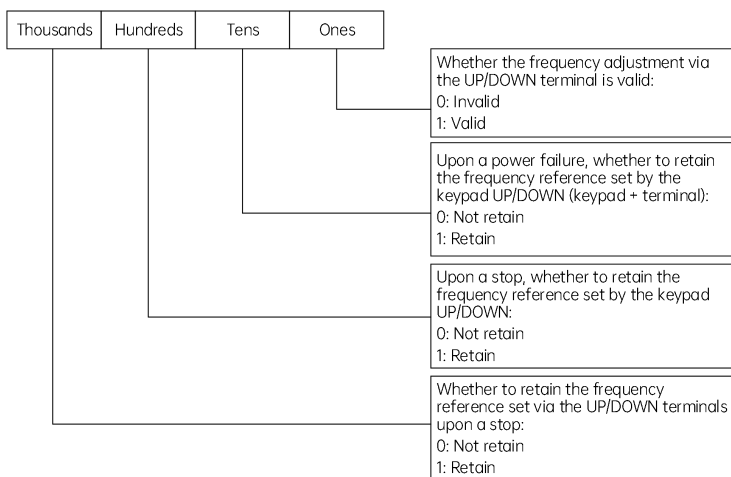 Thousands Hundreds Tens Ones
Whether the frequency adjustment via
the UP/DOWN terminal is valid:
0: Invalid
1: Valid
Upon a power failure, whether to retain
the frequency reference set by the
keypad UP/DOWN (keypad + terminal):
0: Not retain
1: Retain
Upon a stop, whether to retain the
frequency reference set by the keypad
UP/DOWN:
0: Not retain
1: Retain
Whether to retain the frequency
reference set via the UP/DOWN terminals
upon a stop:
0: Not retain
1: Retain